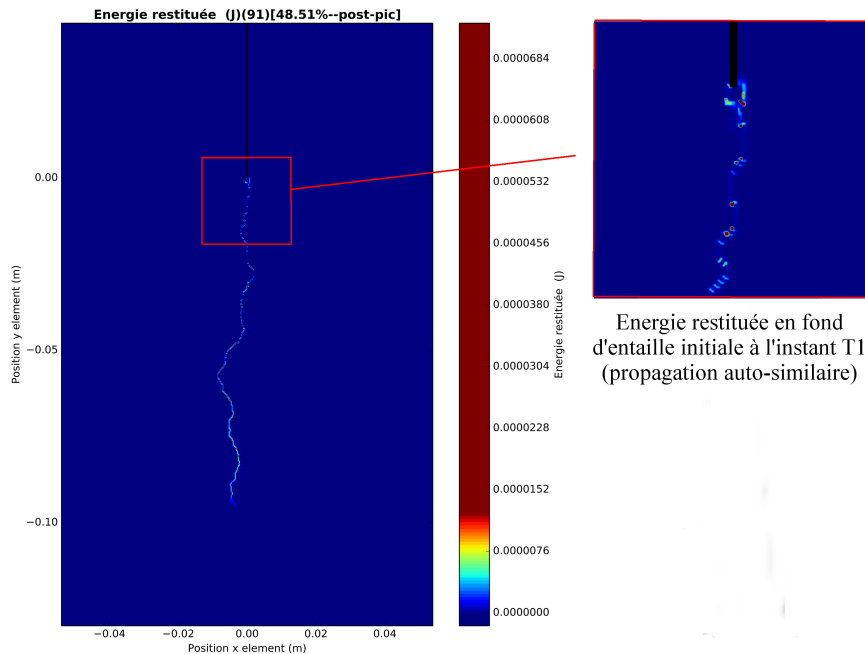 Energie restituée (J)(91)[48.51%--post-pic]
0.00
−0.05
−0.10
Position y element (m)
−0.04
−0.02
0.00
0.02
0.04
Position x element (m)
0.0000684
0.0000608
0.0000532
0.0000456
0.0000380
0.0000304
0.0000228
0.0000152
0.0000076
0.0000000
Energie restituée (J)
Energie restituée en fond
d'entaille initiale à l'instant T1
(propagation auto-similaire)